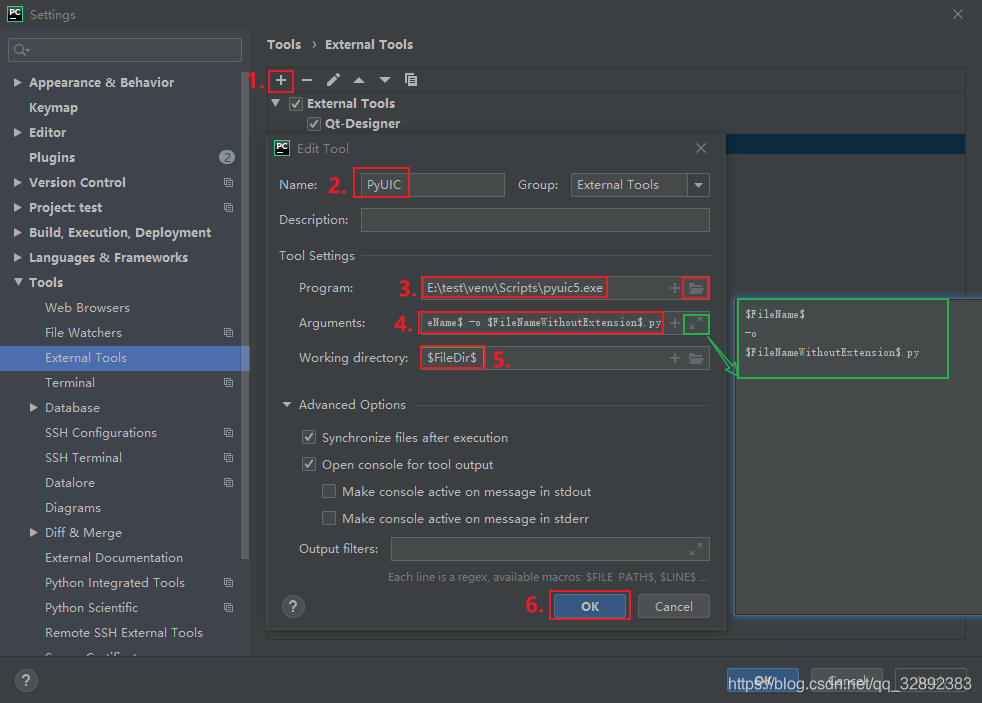 PC Settings
Tools › External Tools
1.
Appearance & Behavior
Keymap
Editor
Plugins 2
Version Control
Project: test
Build, Execution, Deployment
Languages & Frameworks
Tools
Web Browsers
File Watchers
External Tools
Terminal
Database
SSH Configurations
SSH Terminal
Datalore
Diagrams
Diff & Merge
External Documentation
Python Integrated Tools
Python Scientific
Remote SSH External Tools
External Tools
Qt-Designer
PC Edit Tool
Name: 2. PyUIC Group: External Tools
Description:
Tool Settings
Program: 3. E:\test\venv\Scripts\pyuic5.exe
Arguments: 4. eName$ -o $FileNameWithoutExtension$.py
Working directory: $FileDir$ 5.
Advanced Options
Synchronize files after execution
Open console for tool output
Make console active on message in stdout
Make console active on message in stderr
Output filters:
Each line is a regex, available macros: $FILE_PATH$, $LINE$ ...
? 6. OK Cancel
$FileName$
-o
$FileNameWithoutExtension$.py
? OK Cancel
https://blog.csdn.net/qq_32892383